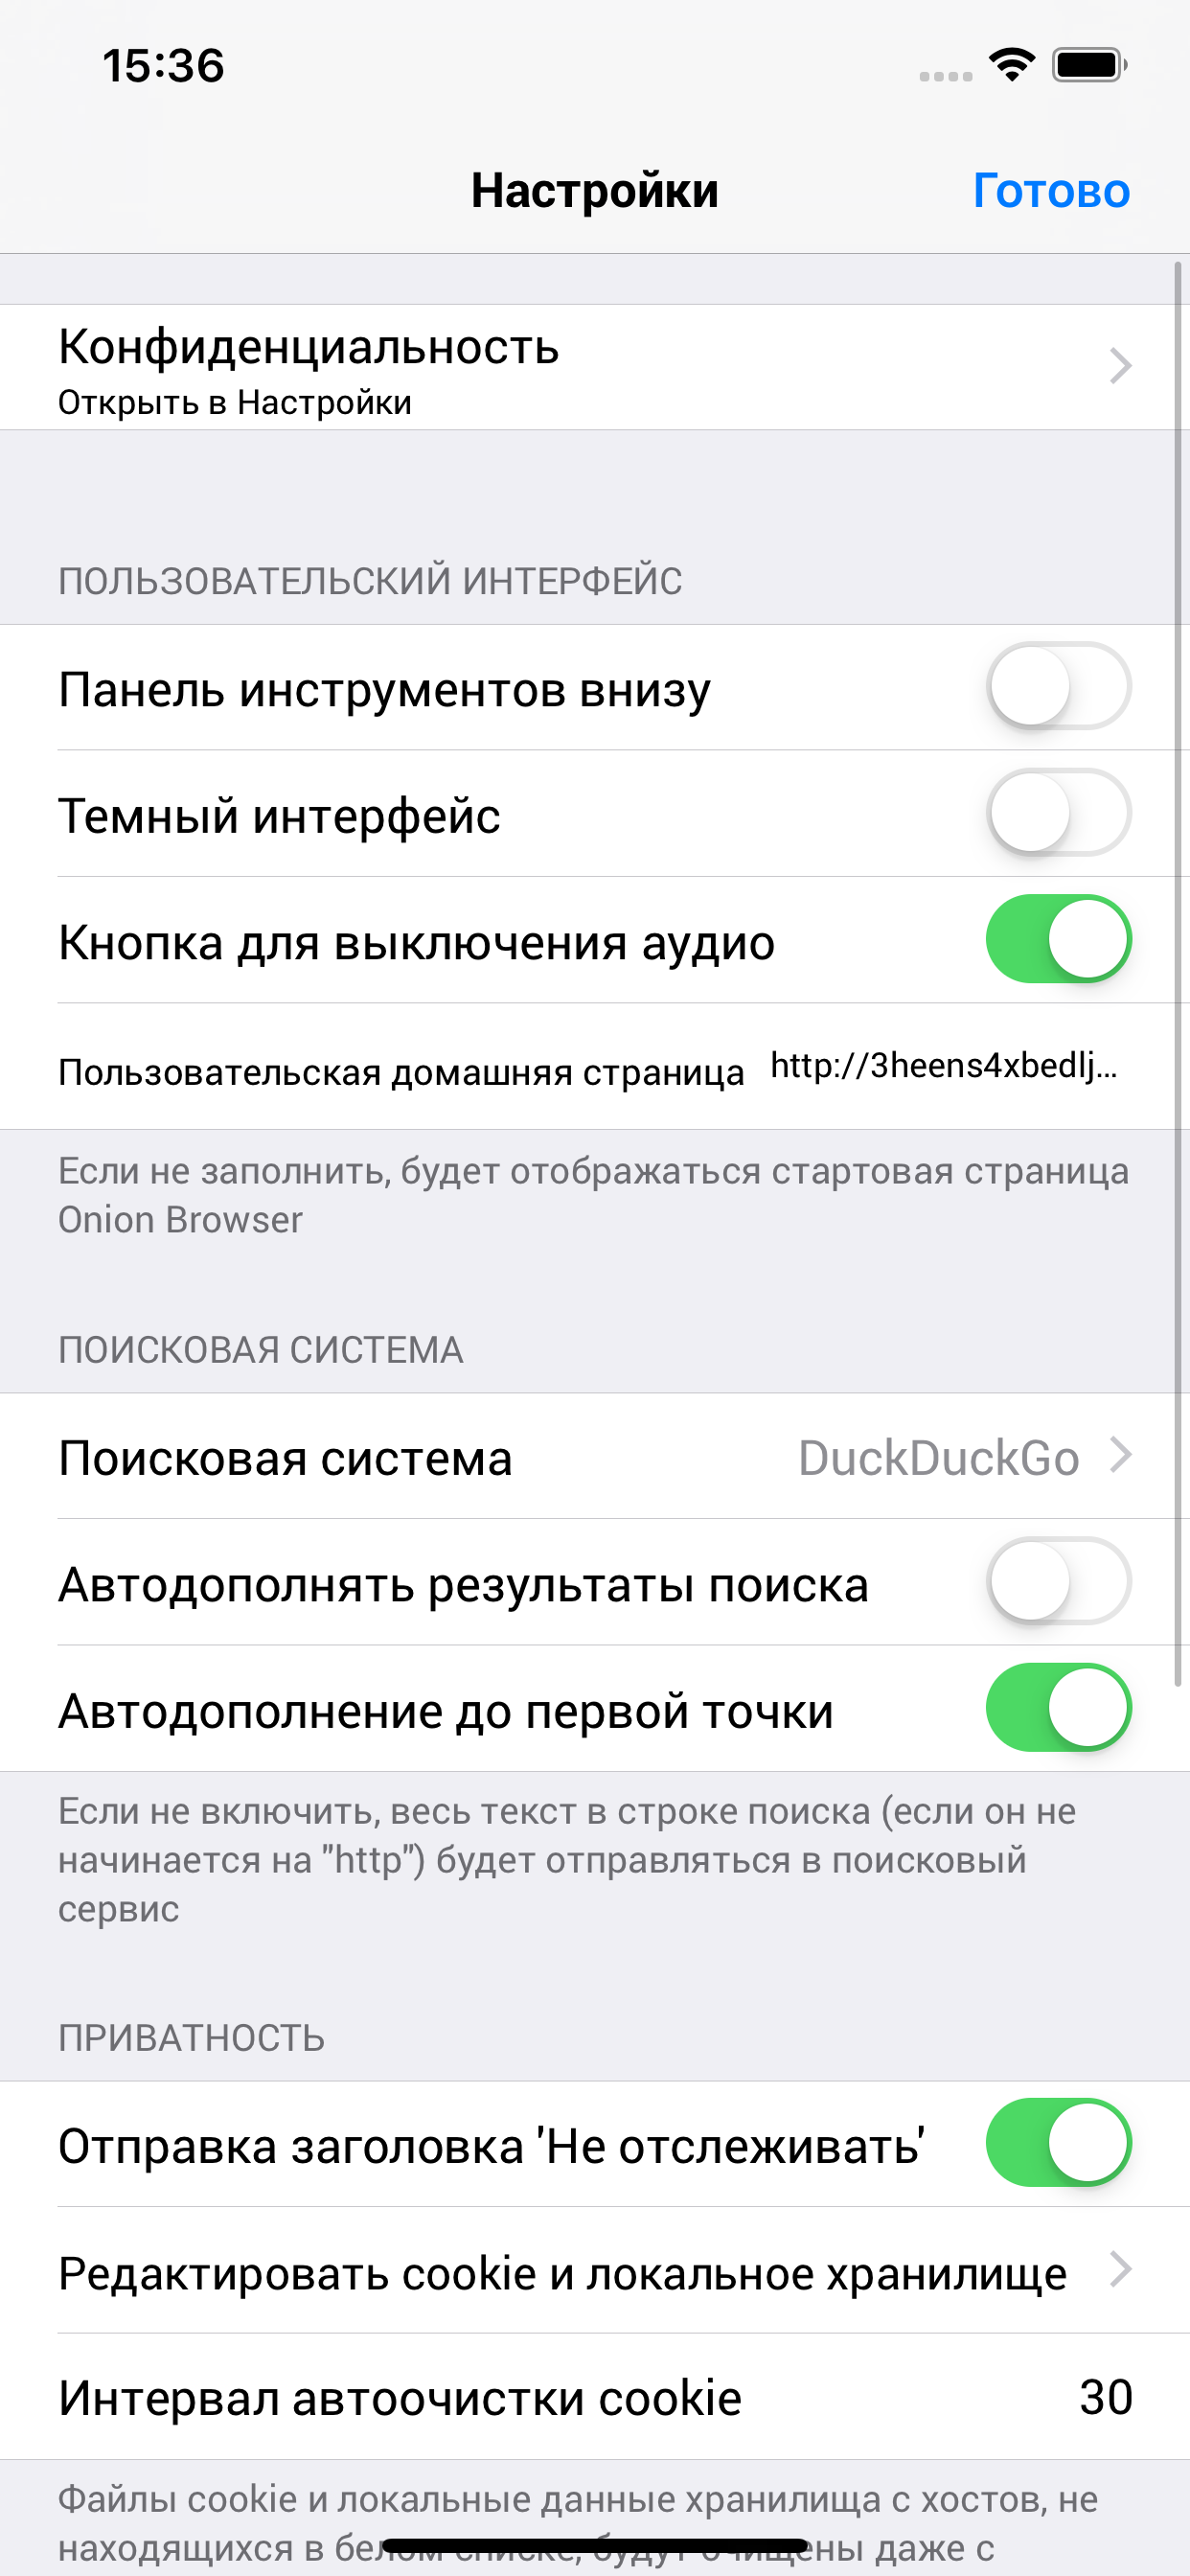 15:36
Настройки
Готово
Конфиденциальность
Открыть в Настройки
ПОЛЬЗОВАТЕЛЬСКИЙ ИНТЕРФЕЙС
Панель инструментов внизу
Темный интерфейс
Кнопка для выключения аудио
Пользовательская домашняя страница http://3heens4xbedlj...
Если не заполнить, будет отображаться стартовая страница
Onion Browser
ПОИСКОВАЯ СИСТЕМА
Поисковая система DuckDuckGo
Автодополнять результаты поиска
Автодополнение до первой точки
Если не включить, весь текст в строке поиска (если он не
начинается на "http") будет отправляться в поисковый
сервис
ПРИВАТНОСТЬ
Отправка заголовка 'Не отслеживать'
Редактировать cookie и локальное хранилище
Интервал автоочистки cookie 30
Файлы cookie и локальные данные хранилища с хостов, не
находящихся в белом списке, будут очищены даже с